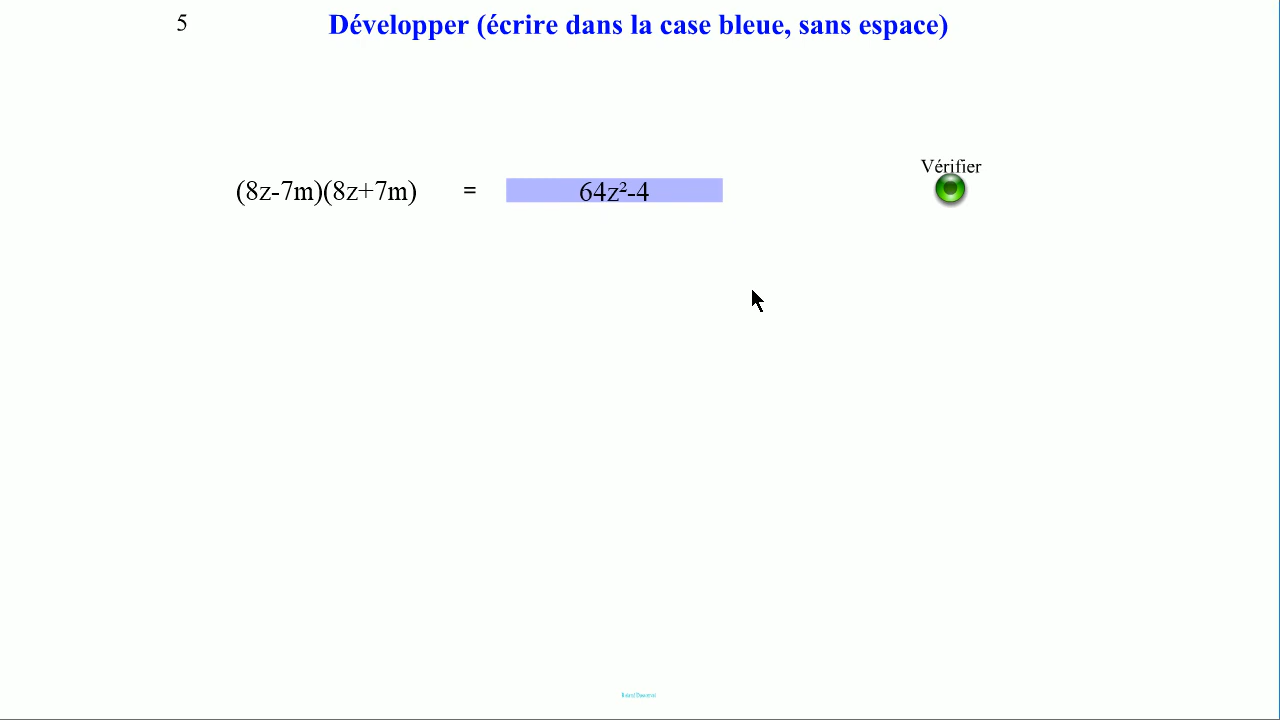 5 Développer (écrire dans la case bleue, sans espace)
Vérifier
(8z-7m)(8z+7m) = 64z²-4